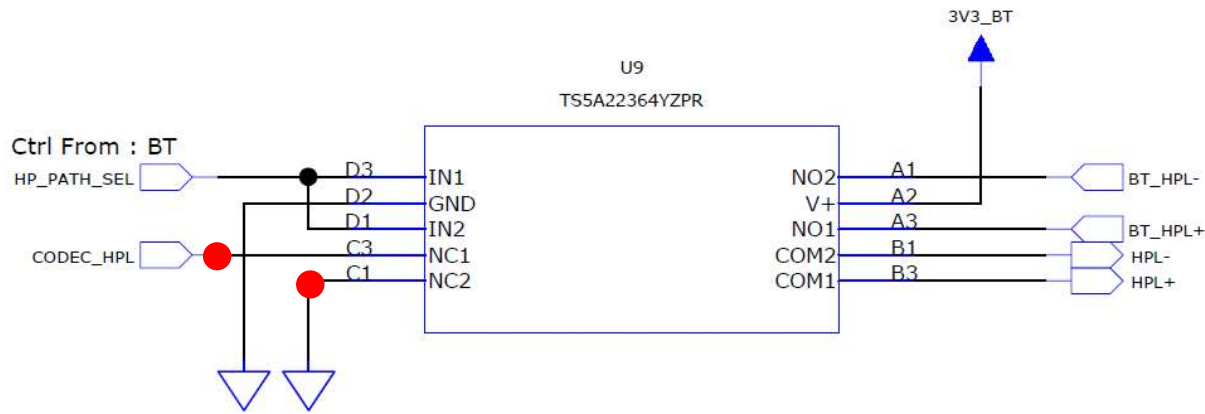 3V3_BT
U9
TS5A22364YZPR
Ctrl From : BT
HP_PATH_SEL
D3
IN1
NO2
A1
BT_HPL-
D2
GND
V+
A2
D1
IN2
NO1
A3
BT_HPL+
CODEC_HPL
C3
NC1
COM2
B1
HPL-
C1
NC2
COM1
B3
HPL+